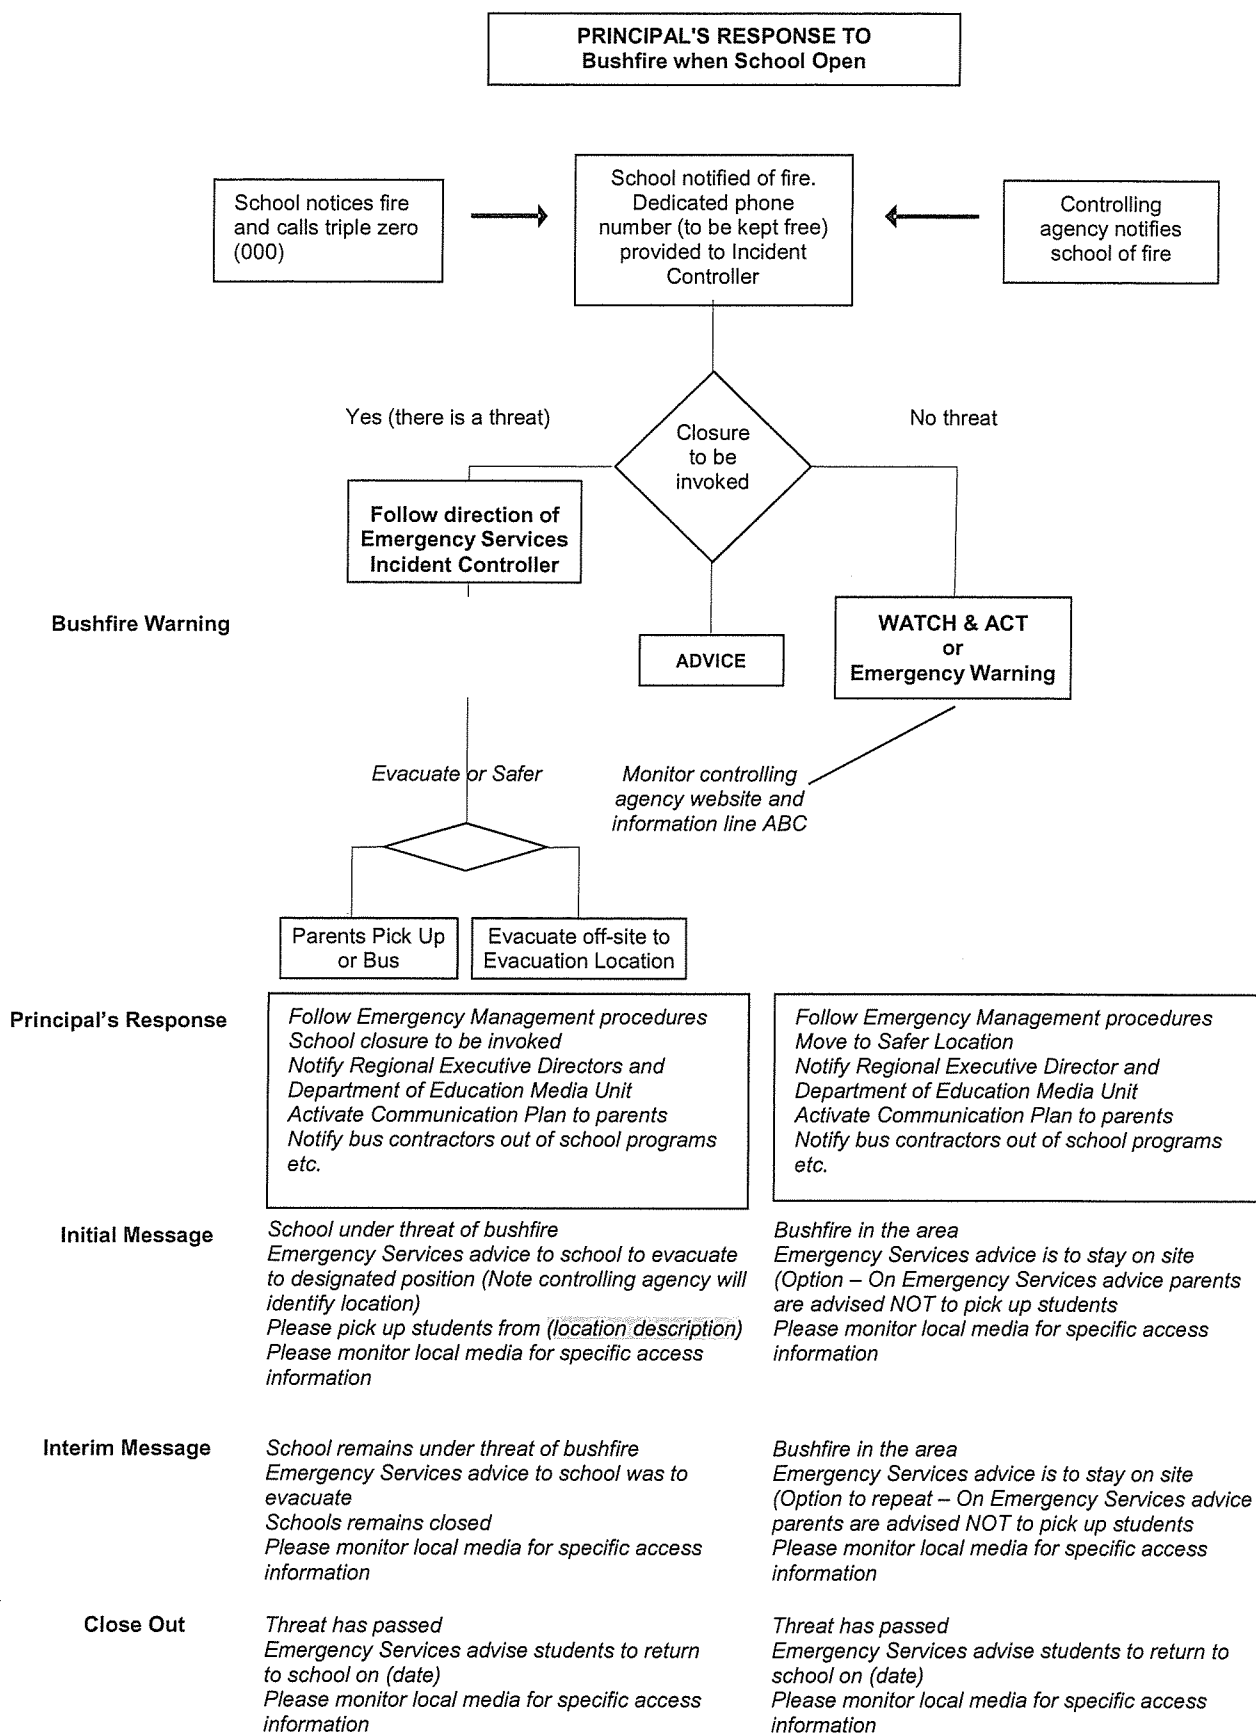 PRINCIPAL'S RESPONSE TO
Bushfire when School Open
School notices fire
and calls triple zero
(000)
School notified of fire.
Dedicated phone
number (to be kept free)
provided to Incident
Controller
Controlling
agency notifies
school of fire
Yes (there is a threat)
Closure
to be
invoked
No threat
Follow direction of
Emergency Services
Incident Controller
Bushfire Warning
ADVICE
WATCH & ACT
or
Emergency Warning
Evacuate or Safer
Monitor controlling
agency website and
information line ABC
Parents Pick Up
or Bus
Evacuate off-site to
Evacuation Location
Principal's Response
Follow Emergency Management procedures
School closure to be invoked
Notify Regional Executive Directors and
Department of Education Media Unit
Activate Communication Plan to parents
Notify bus contractors out of school programs
etc.
Follow Emergency Management procedures
Move to Safer Location
Notify Regional Executive Director and
Department of Education Media Unit
Activate Communication Plan to parents
Notify bus contractors out of school programs
etc.
Initial Message
School under threat of bushfire
Emergency Services advice to school to evacuate
to designated position (Note controlling agency will
identify location)
Please pick up students from (location description)
Please monitor local media for specific access
information
Bushfire in the area
Emergency Services advice is to stay on site
(Option – On Emergency Services advice parents
are advised NOT to pick up students
Please monitor local media for specific access
information
Interim Message
School remains under threat of bushfire
Emergency Services advice to school was to
evacuate
Schools remains closed
Please monitor local media for specific access
information
Bushfire in the area
Emergency Services advice is to stay on site
(Option to repeat – On Emergency Services advice
parents are advised NOT to pick up students
Please monitor local media for specific access
information
Close Out
Threat has passed
Emergency Services advise students to return
to school on (date)
Please monitor local media for specific access
information
Threat has passed
Emergency Services advise students to return to
school on (date)
Please monitor local media for specific access
information